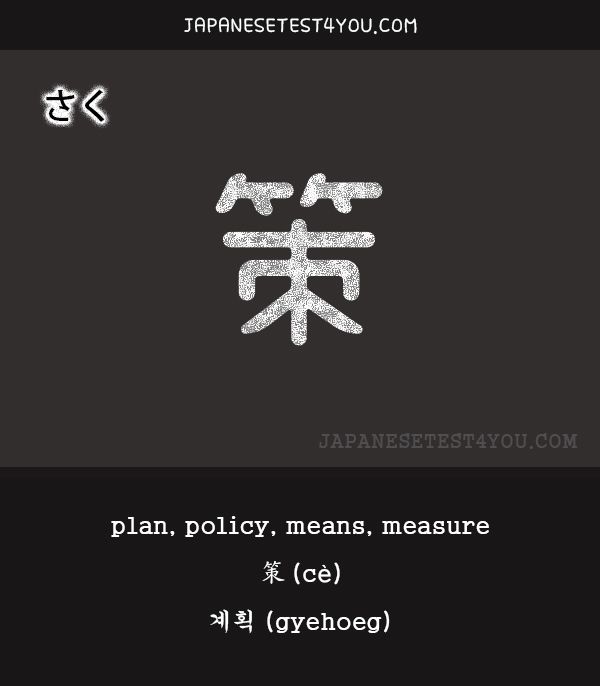 JAPANESETEST4YOU.COM
さく
策
JAPANESETEST4YOU.COM
plan, policy, means, measure
策 (cè)
계획 (gyehoeg)